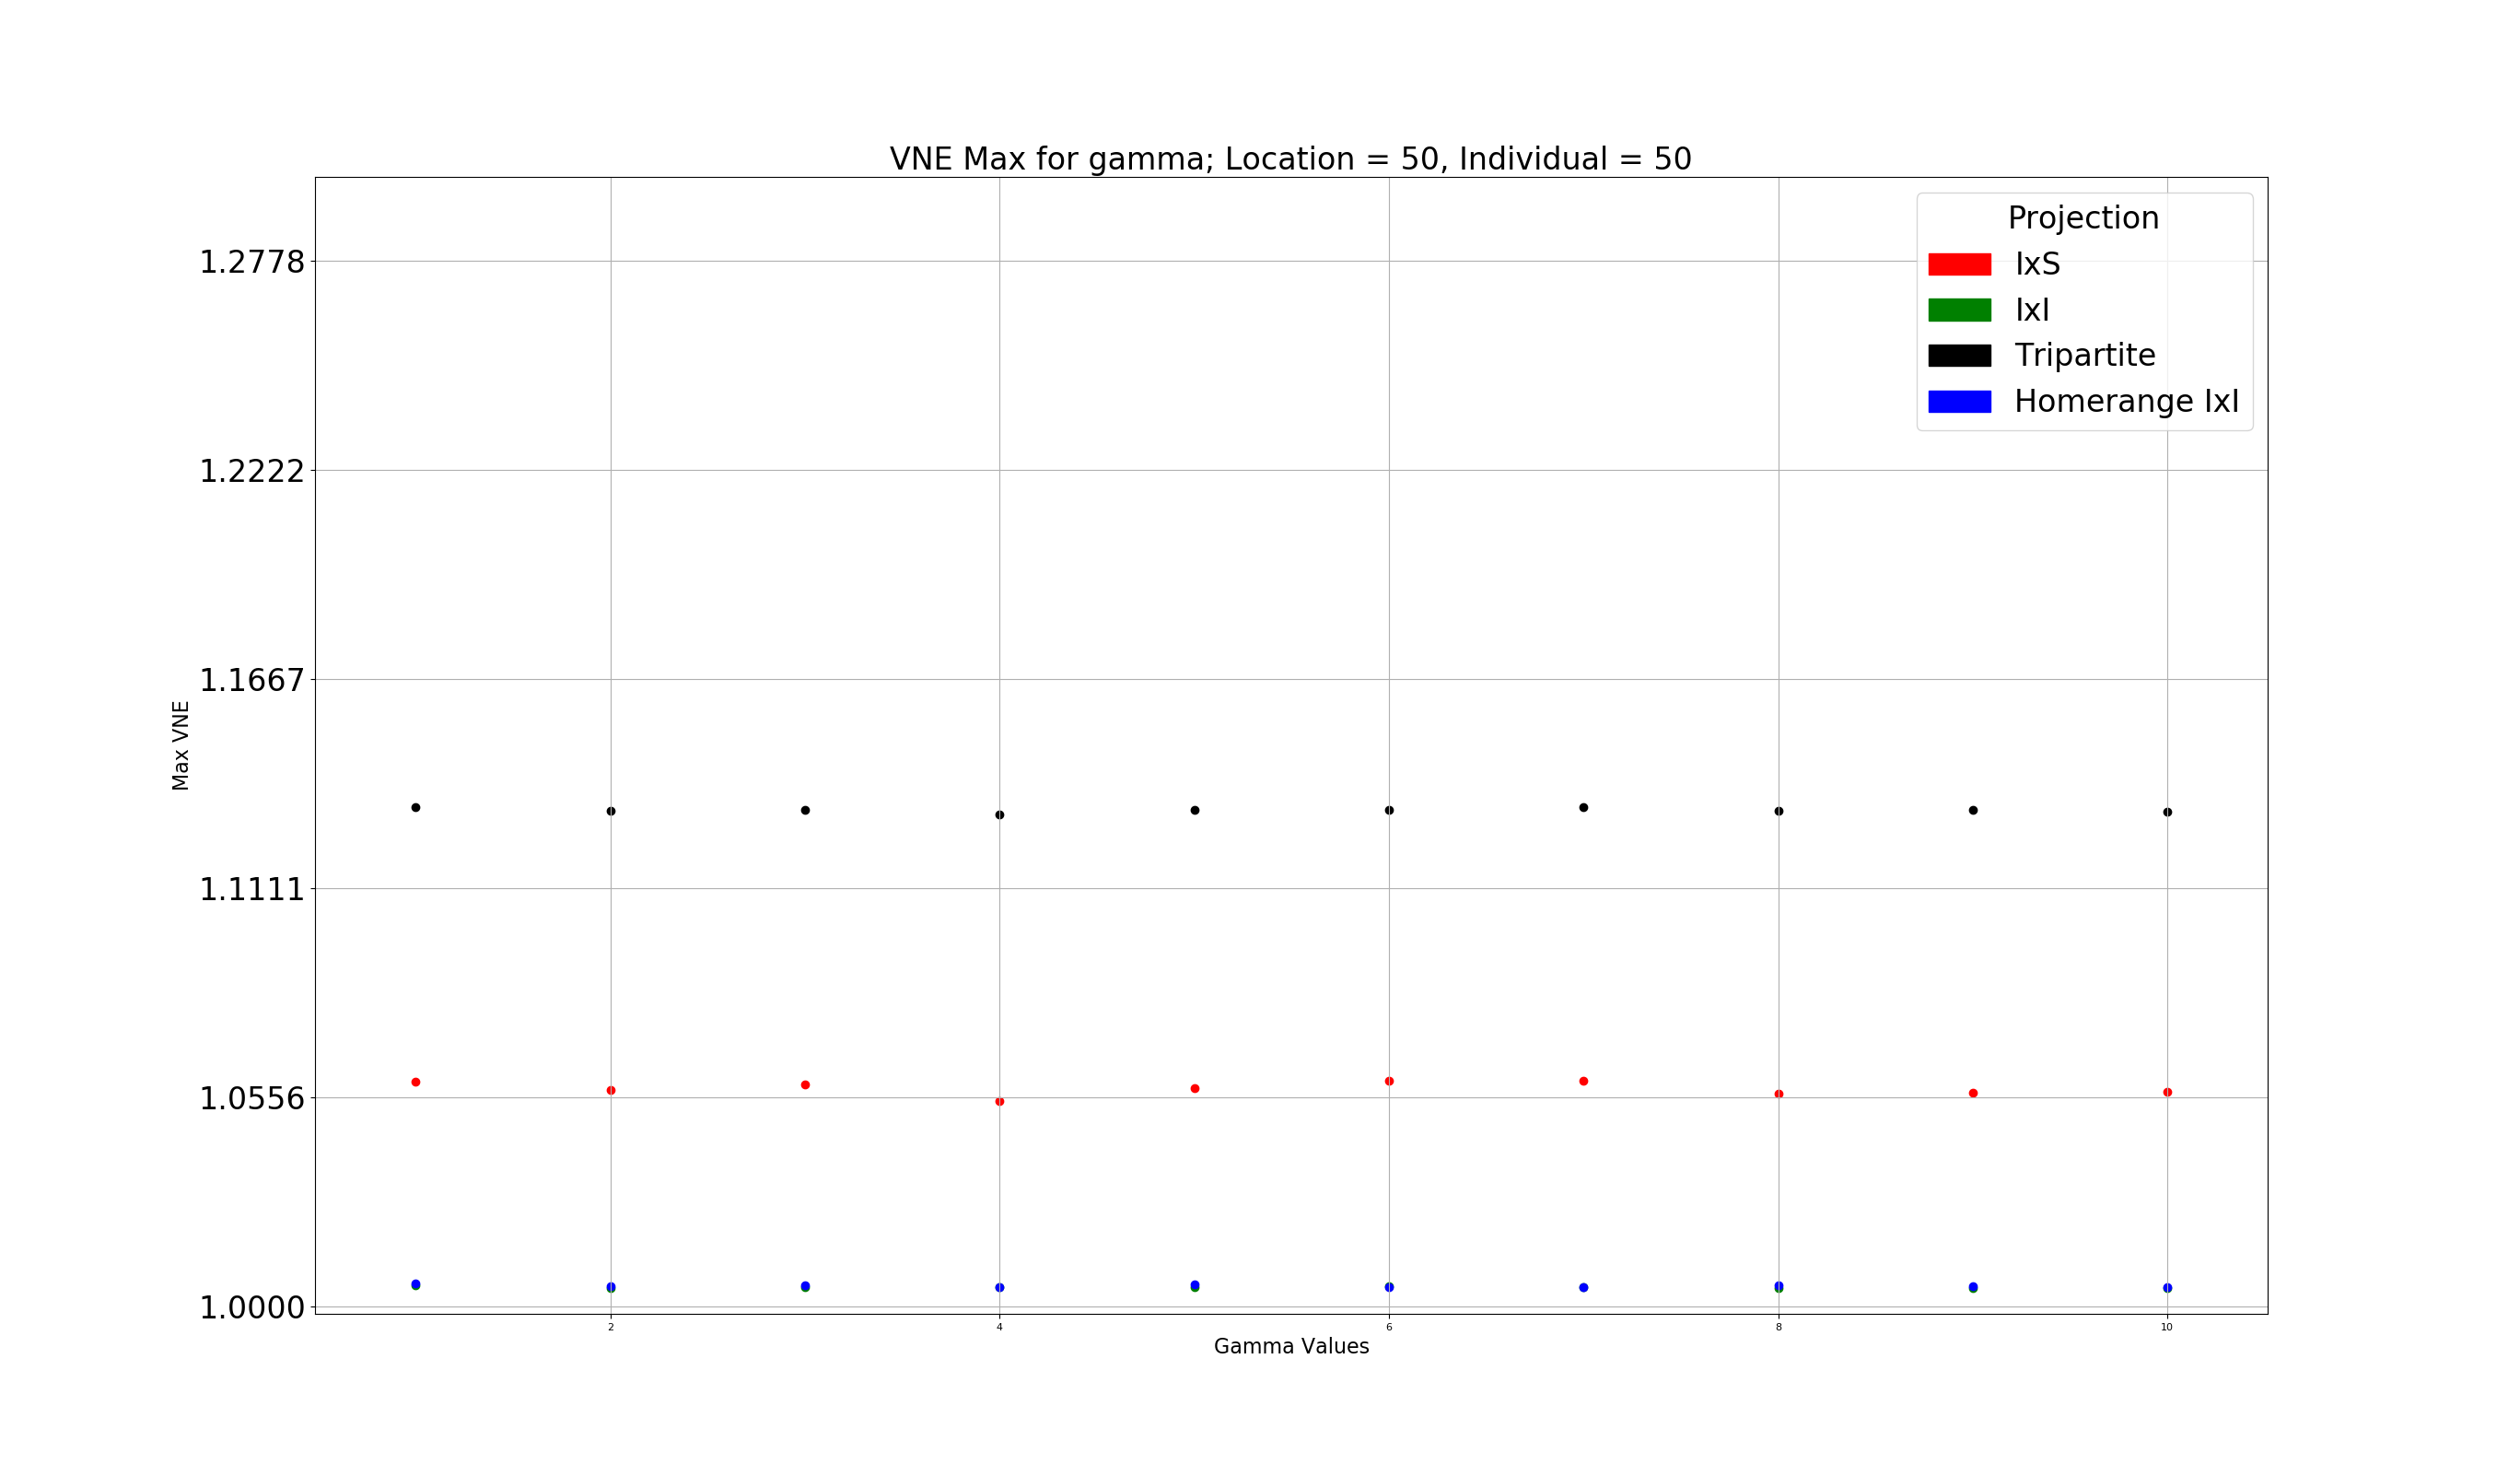 VNE Max for gamma; Location = 50, Individual = 50
Projection
IxS
IxI
Tripartite
Homerange IxI
1.2778
1.2222
1.1667
1.1111
1.0556
1.0000
Max VNE
2 4 6 8 10
Gamma Values